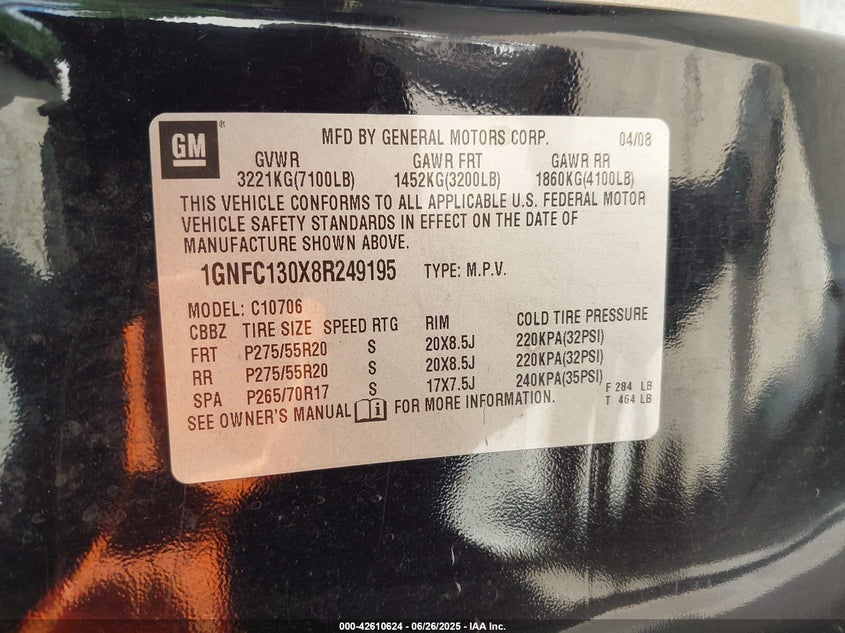 GM
MFD BY GENERAL MOTORS CORP. 04/08
GVWR GAWR FRT GAWR RR
3221KG(7100LB) 1452KG(3200LB) 1860KG(4100LB)
THIS VEHICLE CONFORMS TO ALL APPLICABLE U.S. FEDERAL MOTOR
VEHICLE SAFETY STANDARDS IN EFFECT ON THE DATE OF
MANUFACTURE SHOWN ABOVE.
1GNFC130X8R249195 TYPE: M.P.V.
MODEL: C10706
CBBZ TIRE SIZE SPEED RTG RIM COLD TIRE PRESSURE
FRT P275/55R20 S 20X8.5J 220KPA(32PSI)
RR P275/55R20 S 20X8.5J 220KPA(32PSI)
SPA P265/70R17 S 17X7.5J 240KPA(35PSI) F 284 LB
SEE OWNER'S MANUAL FOR MORE INFORMATION. T 464 LB
000-42610624 / 06/26/2025 - IAA Inc.